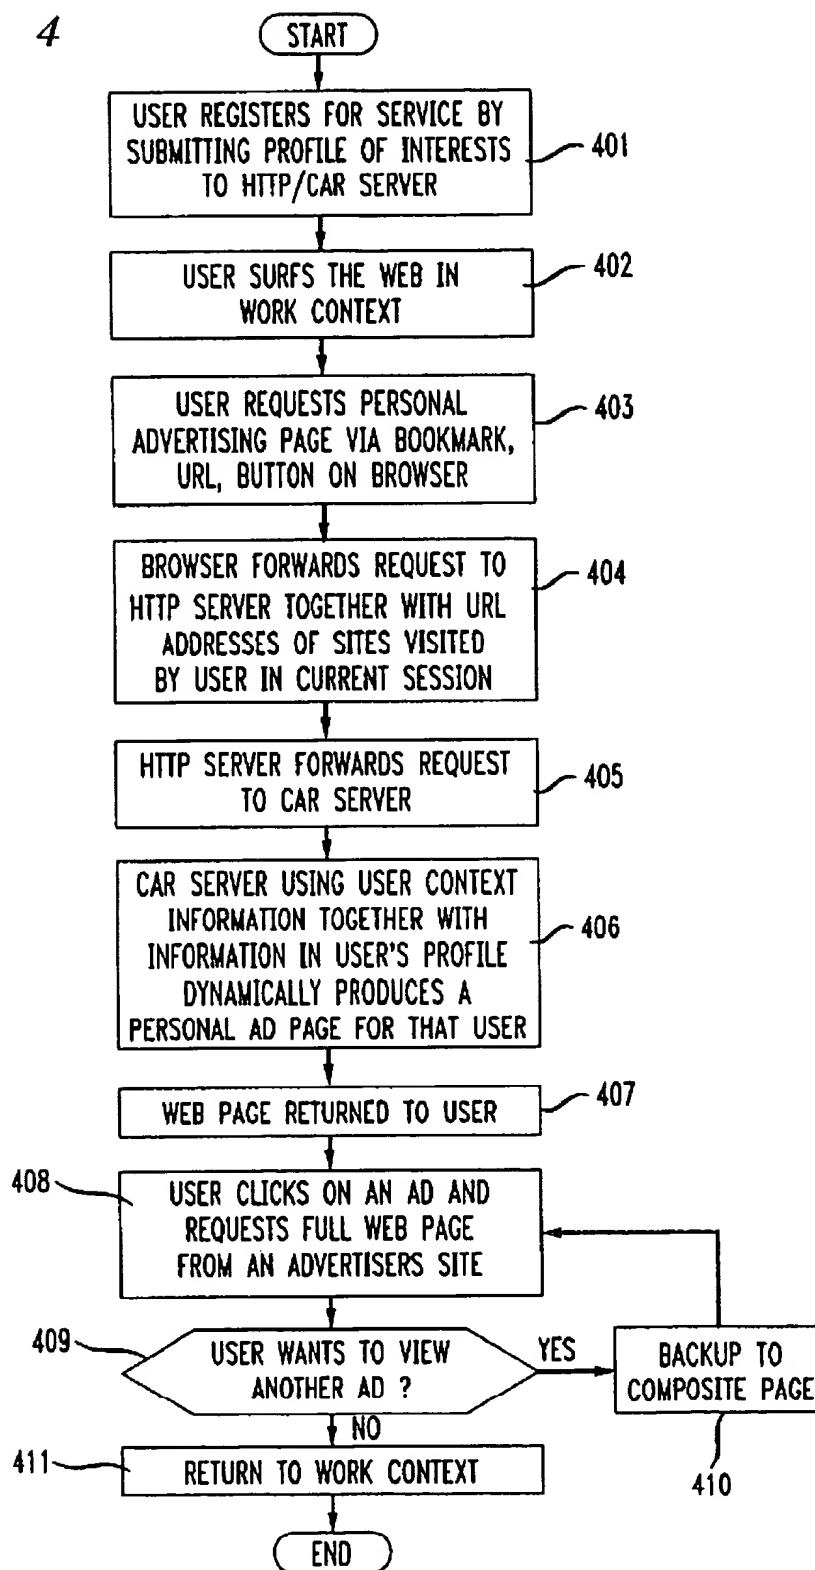 4
START
USER REGISTERS FOR SERVICE BY
SUBMITTING PROFILE OF INTERESTS
TO HTTP/CAR SERVER
401
USER SURFS THE WEB IN
WORK CONTEXT
402
USER REQUESTS PERSONAL
ADVERTISING PAGE VIA BOOKMARK,
URL, BUTTON ON BROWSER
403
BROWSER FORWARDS REQUEST TO
HTTP SERVER TOGETHER WITH URL
ADDRESSES OF SITES VISITED
BY USER IN CURRENT SESSION
404
HTTP SERVER FORWARDS REQUEST
TO CAR SERVER
405
CAR SERVER USING USER CONTEXT
INFORMATION TOGETHER WITH
INFORMATION IN USER'S PROFILE
DYNAMICALLY PRODUCES A
PERSONAL AD PAGE FOR THAT USER
406
WEB PAGE RETURNED TO USER
407
408
USER CLICKS ON AN AD AND
REQUESTS FULL WEB PAGE
FROM AN ADVERTISERS SITE
409
USER WANTS TO VIEW
ANOTHER AD ?
YES
BACKUP TO
COMPOSITE PAGE
410
NO
411
RETURN TO WORK CONTEXT
END